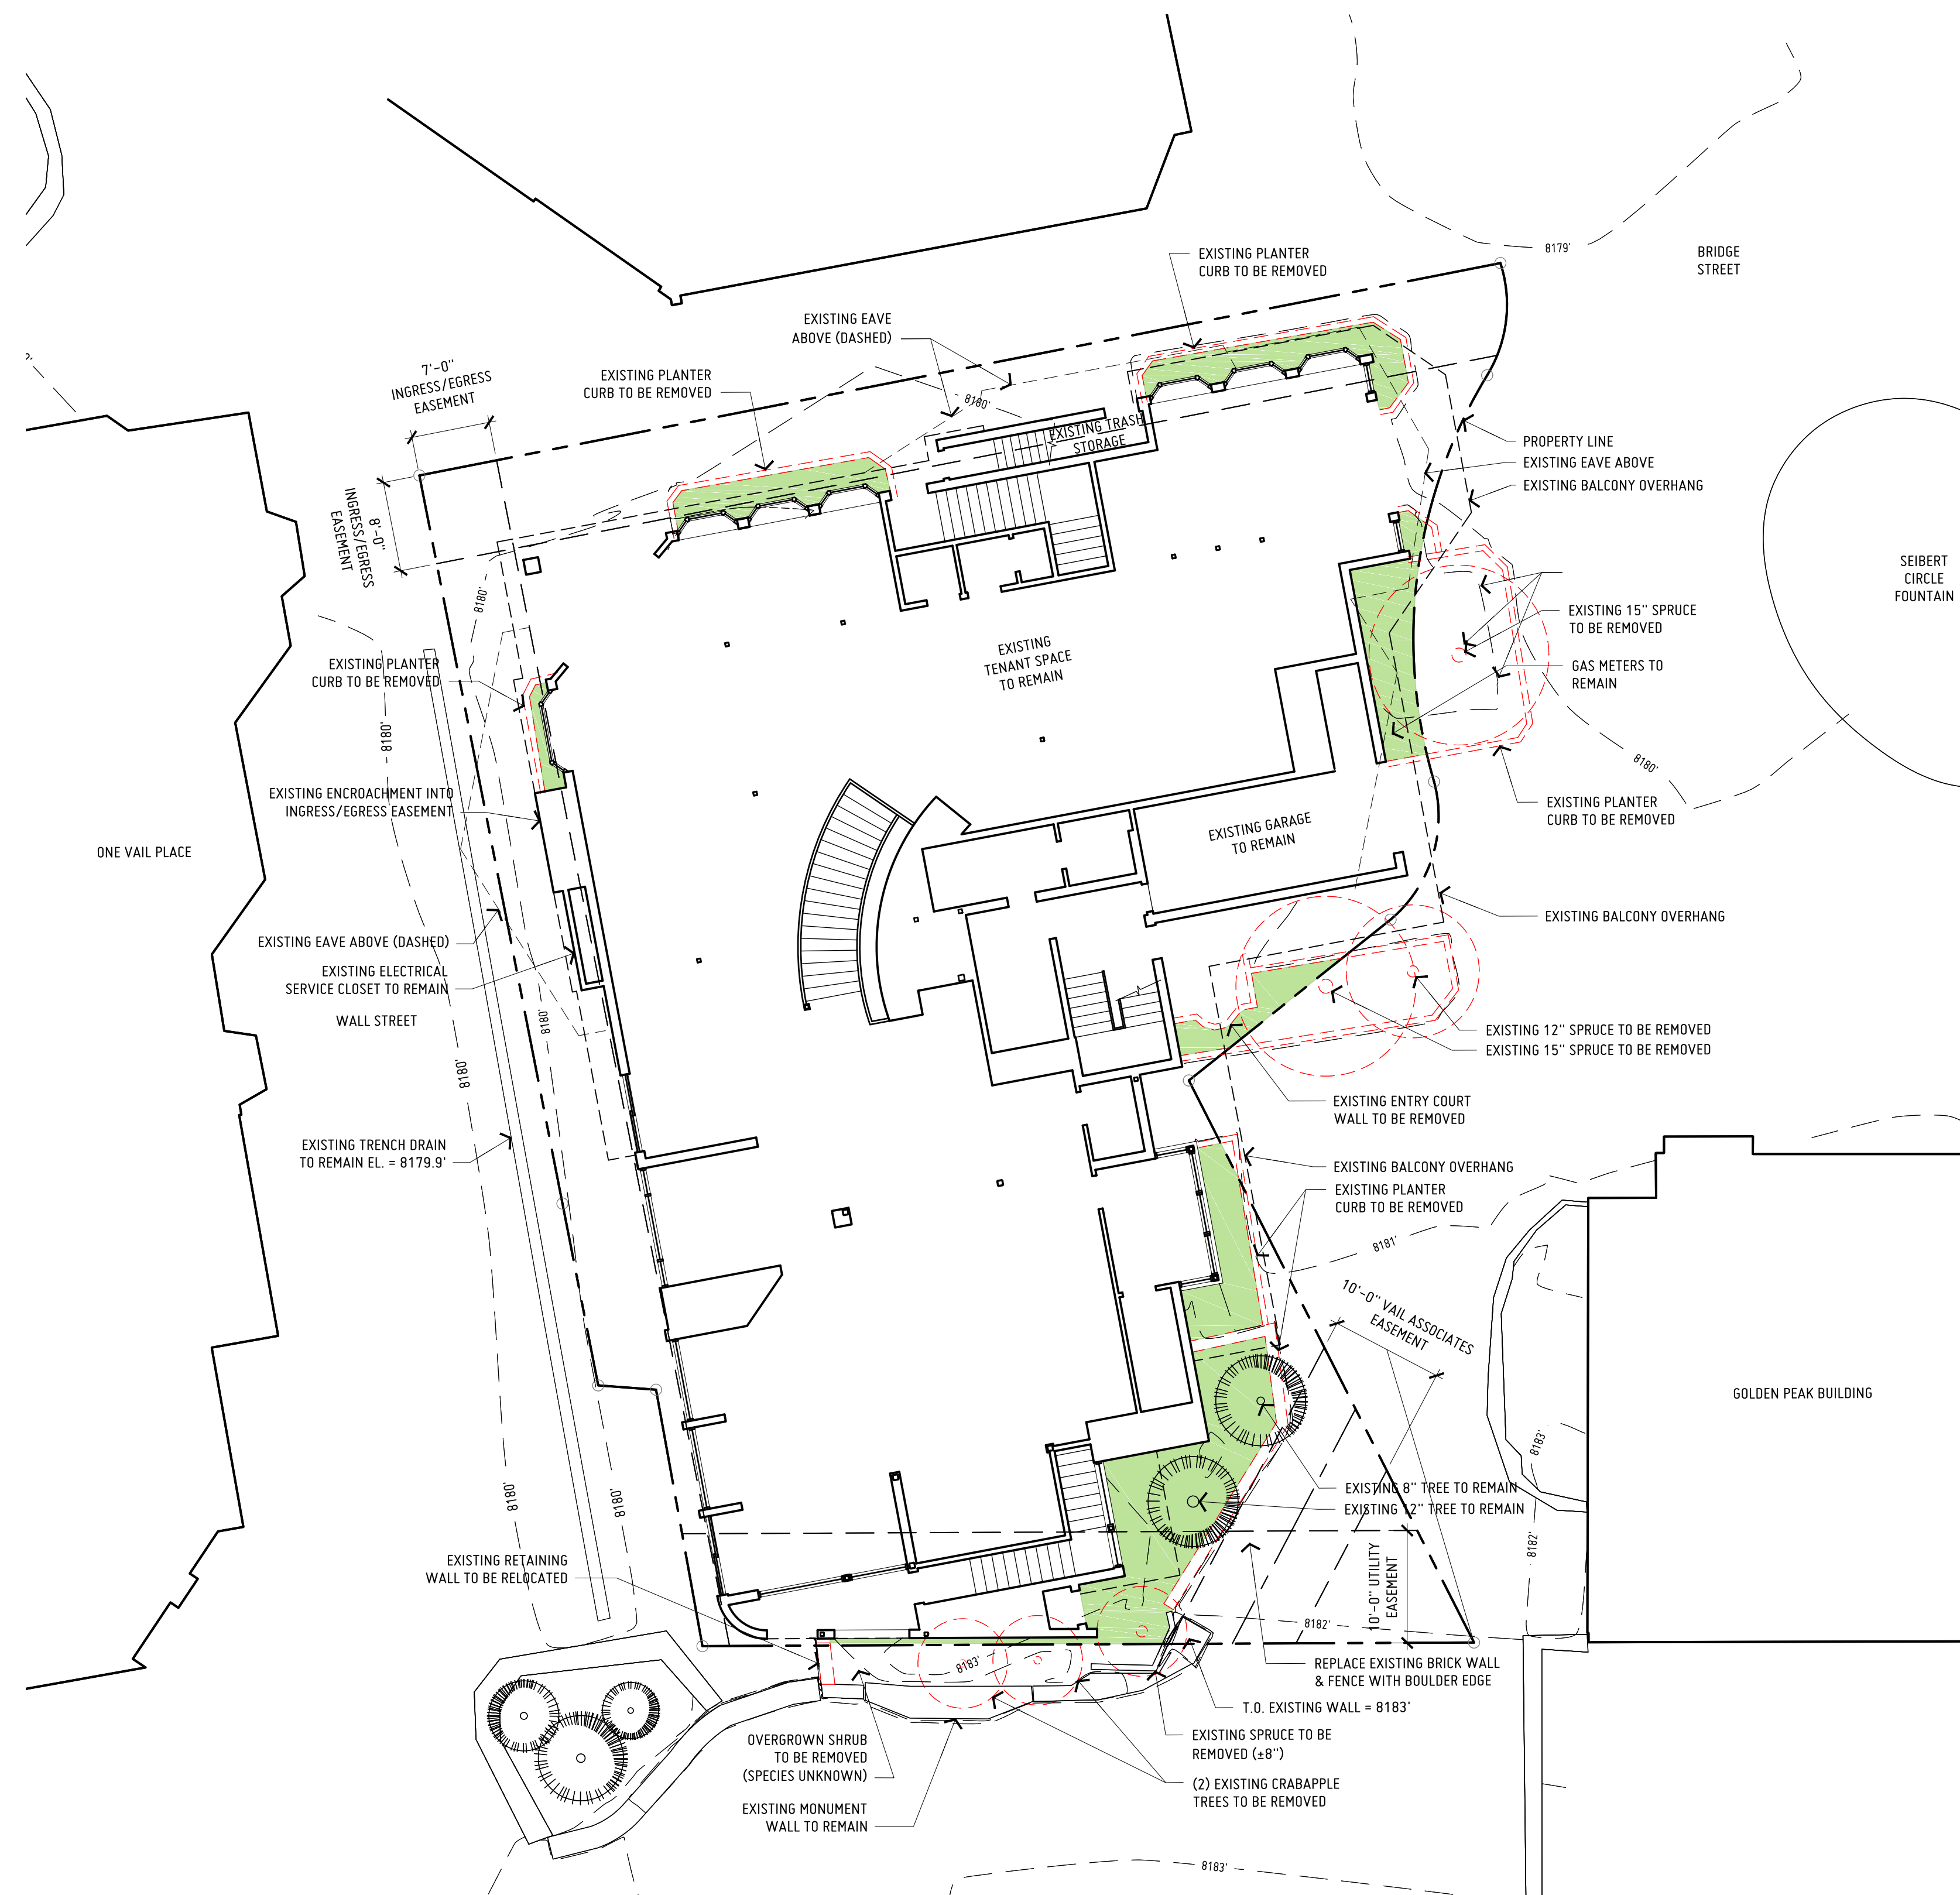 8179'
BRIDGE
STREET
EXISTING PLANTER
CURB TO BE REMOVED
EXISTING EAVE
ABOVE (DASHED)
7'-0"
INGRESS/EGRESS
EASEMENT
EXISTING PLANTER
CURB TO BE REMOVED
8180'
EXISTING TRASH
STORAGE
PROPERTY LINE
EXISTING EAVE ABOVE
EXISTING BALCONY OVERHANG
8'-0"
INGRESS/EGRESS
EASEMENT
SEIBERT
CIRCLE
FOUNTAIN
8180'
EXISTING 15" SPRUCE
TO BE REMOVED
EXISTING
TENANT SPACE
TO REMAIN
EXISTING PLANTER
CURB TO BE REMOVED
GAS METERS TO
REMAIN
8180'
8180'
EXISTING ENCROACHMENT INTO
INGRESS/EGRESS EASEMENT
EXISTING PLANTER
CURB TO BE REMOVED
EXISTING GARAGE
TO REMAIN
ONE VAIL PLACE
EXISTING BALCONY OVERHANG
EXISTING EAVE ABOVE (DASHED)
EXISTING ELECTRICAL
SERVICE CLOSET TO REMAIN
WALL STREET
8180'
EXISTING 12" SPRUCE TO BE REMOVED
EXISTING 15" SPRUCE TO BE REMOVED
8180'
EXISTING ENTRY COURT
WALL TO BE REMOVED
EXISTING TRENCH DRAIN
TO REMAIN EL. = 8179.9'
EXISTING BALCONY OVERHANG
EXISTING PLANTER
CURB TO BE REMOVED
8181'
10'-0" VAIL ASSOCIATES
EASEMENT
GOLDEN PEAK BUILDING
8183'
EXISTING 8" TREE TO REMAIN
EXISTING 12" TREE TO REMAIN
8180'
8180'
8182'
EXISTING RETAINING
WALL TO BE RELOCATED
10'-0" UTILITY
EASEMENT
8182'
8183'
REPLACE EXISTING BRICK WALL
& FENCE WITH BOULDER EDGE
T.O. EXISTING WALL = 8183'
OVERGROWN SHRUB
TO BE REMOVED
(SPECIES UNKNOWN)
EXISTING SPRUCE TO BE
REMOVED (±8")
(2) EXISTING CRABAPPLE
TREES TO BE REMOVED
EXISTING MONUMENT
WALL TO REMAIN
8183'